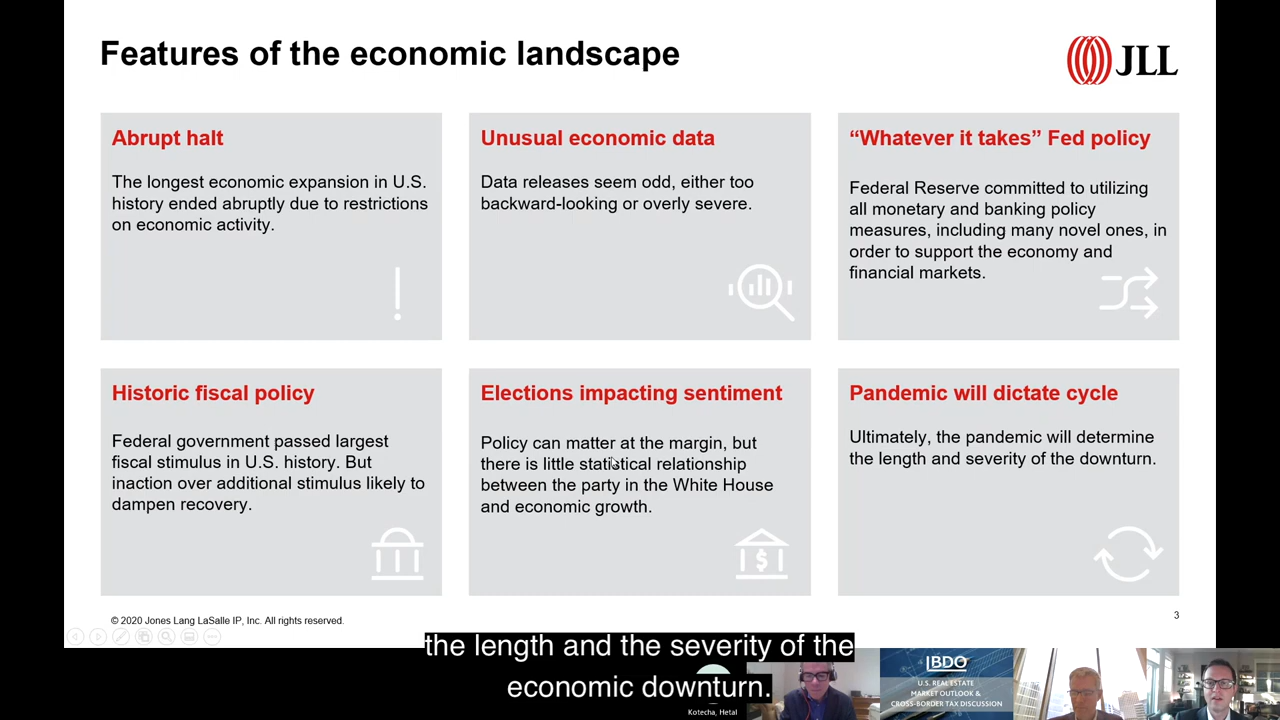 Features of the economic landscape
JLL
Abrupt halt
The longest economic expansion in U.S.
history ended abruptly due to restrictions
on economic activity.
Unusual economic data
Data releases seem odd, either too
backward-looking or overly severe.
“Whatever it takes” Fed policy
Federal Reserve committed to utilizing
all monetary and banking policy
measures, including many novel ones, in
order to support the economy and
financial markets.
Historic fiscal policy
Federal government passed largest
fiscal stimulus in U.S. history. But
inaction over additional stimulus likely to
dampen recovery.
Elections impacting sentiment
Policy can matter at the margin, but
there is little statistical relationship
between the party in the White House
and economic growth.
Pandemic will dictate cycle
Ultimately, the pandemic will determine
the length and severity of the downturn.
© 2020 Jones Lang LaSalle IP, Inc. All rights reserved.
3
the length and the severity of the
economic downturn.
Kotecha, Hetal
BDO
U.S. REAL ESTATE
MARKET OUTLOOK &
CROSS-BORDER TAX DISCUSSION